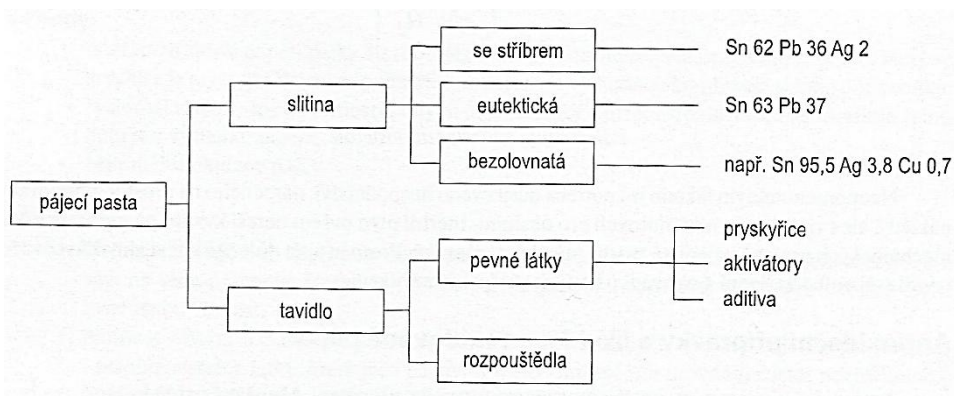 se stříbrem
Sn 62 Pb 36 Ag 2
slitina
eutektická
Sn 63 Pb 37
bezolovnatá
např. Sn 95,5 Ag 3,8 Cu 0,7
pájecí pasta
pevné látky
pryskyřice
aktivátory
aditiva
tavidlo
rozpouštědla